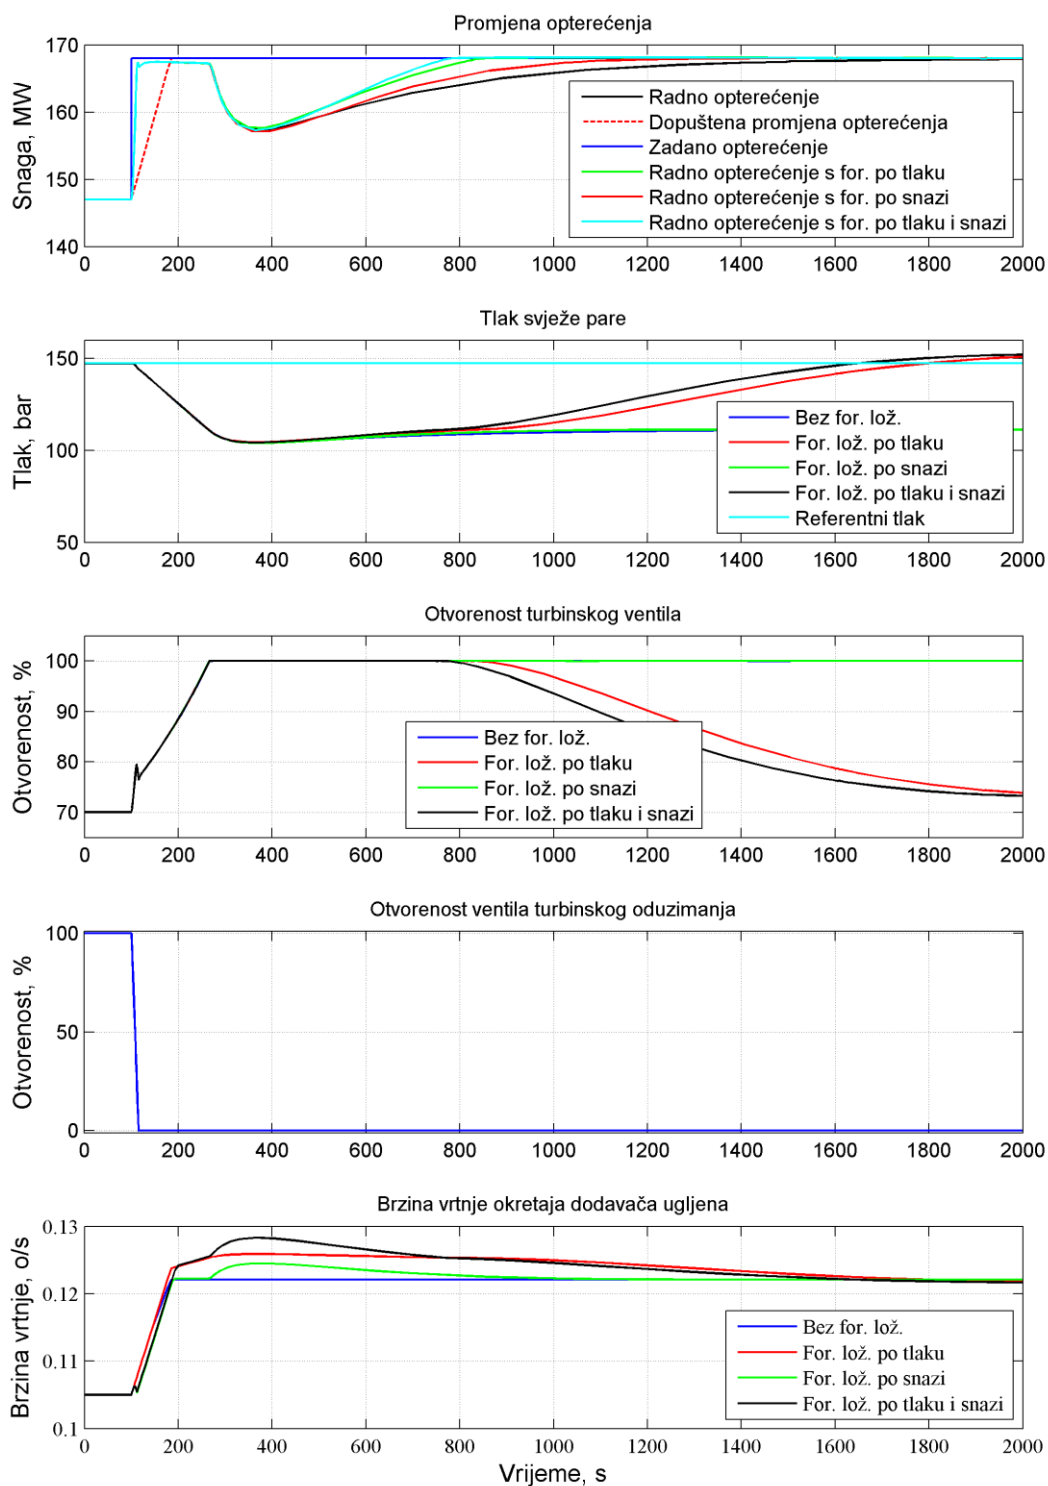 Promjena opterećenja
Snaga, MW
170
160
150
140
0 200 400 600 800 1000 1200 1400 1600 1800 2000
Radno opterećenje
Dopuštena promjena opterećenja
Zadano opterećenje
Radno opterećenje s for. po tlaku
Radno opterećenje s for. po snazi
Radno opterećenje s for. po tlaku i snazi
Tlak svježe pare
Tlak, bar
150
100
50
0 200 400 600 800 1000 1200 1400 1600 1800 2000
Bez for. lož.
For. lož. po tlaku
For. lož. po snazi
For. lož. po tlaku i snazi
Referentni tlak
Otvorenost turbinskog ventila
Otvorenost, %
100
90
80
70
0 200 400 600 800 1000 1200 1400 1600 1800 2000
Bez for. lož.
For. lož. po tlaku
For. lož. po snazi
For. lož. po tlaku i snazi
Otvorenost ventila turbinskog oduzimanja
Otvorenost, %
100
50
0
0 200 400 600 800 1000 1200 1400 1600 1800 2000
Brzina vrtnje okretaja dodavača ugljena
Brzina vrtnje, o/s
0.13
0.12
0.11
0.1
0 200 400 600 800 1000 1200 1400 1600 1800 2000
Bez for. lož.
For. lož. po tlaku
For. lož. po snazi
For. lož. po tlaku i snazi
Vrijeme, s